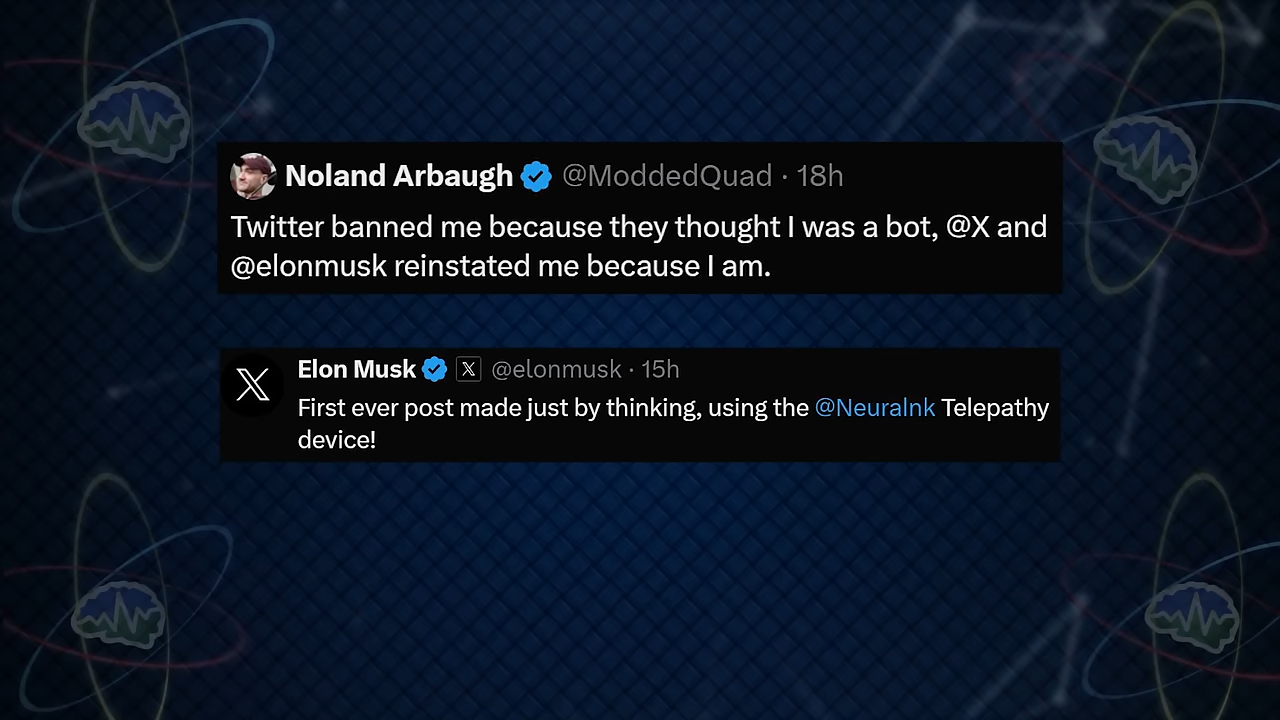 Noland Arbaugh @ModdedQuad · 18h
Twitter banned me because they thought I was a bot, @X and
@elonmusk reinstated me because I am.
Elon Musk @elonmusk · 15h
First ever post made just by thinking, using the @Neuralnk Telepathy
device!